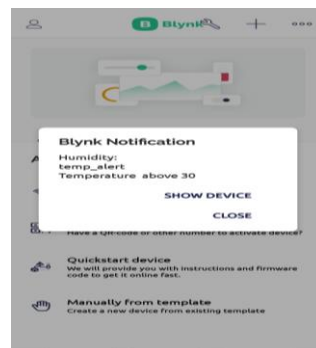 B Blynk
Blynk Notification
Humidity:
temp_alert
Temperature above 30
SHOW DEVICE
CLOSE
Have a QR-code or other number to activate device?
Quickstart device
We will provide you with instructions and firmware
code to get it online fast.
Manually from template
Create a new device from existing template